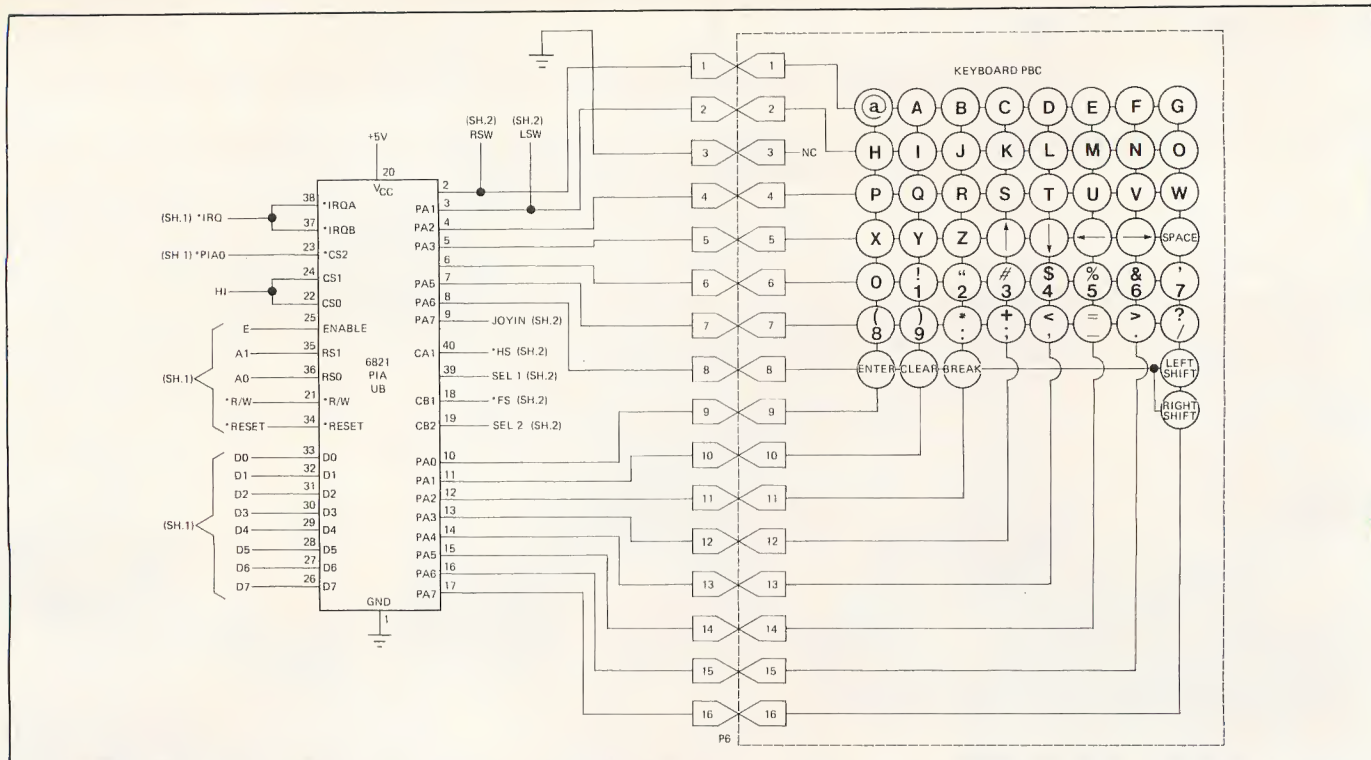 KEYBOARD PBC
+5V
(SH.2) RSW
(SH.2) LSW
20
VCC
(SH.1) *IRQ
38 *IRQA
37 *IRQB
(SH 1) *PIA0 23 *CS2
HI
24 CS1
22 CS0
(SH.1)
E 25 ENABLE
A1 35 RS1
A0 36 RS0
*R/W 21 *R/W
*RESET 34 *RESET
6821
PIA
UB
(SH.1)
D0 33 D0
D1 32 D1
D2 31 D2
D3 30 D3
D4 29 D4
D5 28 D5
D6 27 D6
D7 26 D7
GND
1
2
PA1 3
PA2 4
PA3 5
6
PA5 7
PA6 8
PA7 9 JOYIN (SH.2)
CA1 40 *HS (SH.2)
39 SEL 1 (SH.2)
CB1 18 *FS (SH.2)
CB2 19 SEL 2 (SH.2)
PA0 10
PA1 11
PA2 12
PA3 13
PA4 14
PA5 15
PA6 16
PA7 17
1 1
2 2
3 3 NC
4 4
5 5
6 6
7 7
8 8
9 9
10 10
11 11
12 12
13 13
14 14
15 15
16 16
P6
@ A B C D E F G
H I J K L M N O
P Q R S T U V W
X Y Z ↑ ↓ ← → SPACE
0 ! 1 “ 2 # 3 $ 4 % 5 & 6 ' 7
( 8 ) 9 * : + ; < , = _ > . ? /
ENTER CLEAR BREAK LEFT SHIFT
RIGHT SHIFT